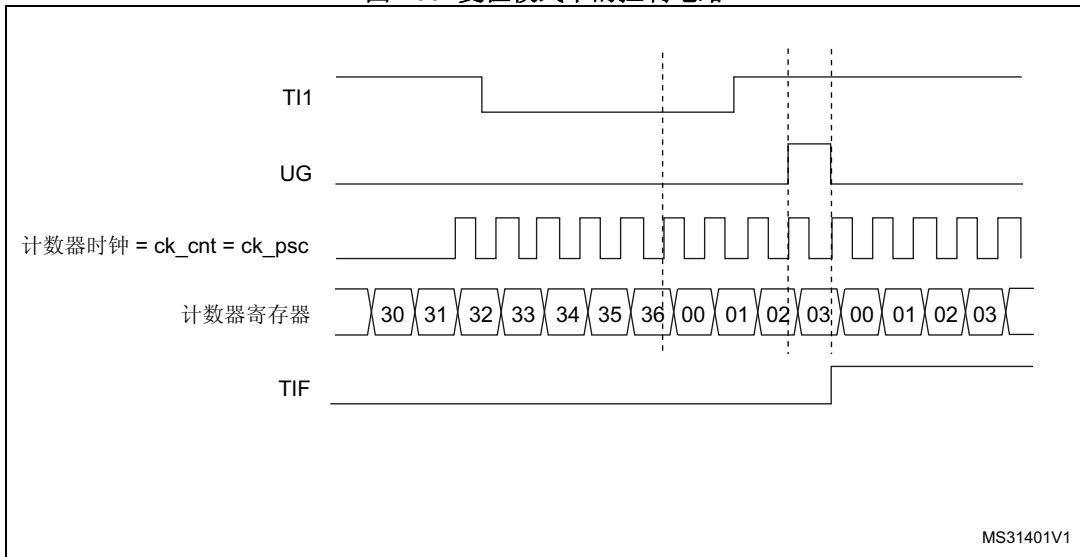 TI1
UG
计数器时钟 = ck_cnt = ck_psc
计数器寄存器 30 31 32 33 34 35 36 00 01 02 03 00 01 02 03
TIF
MS31401V1